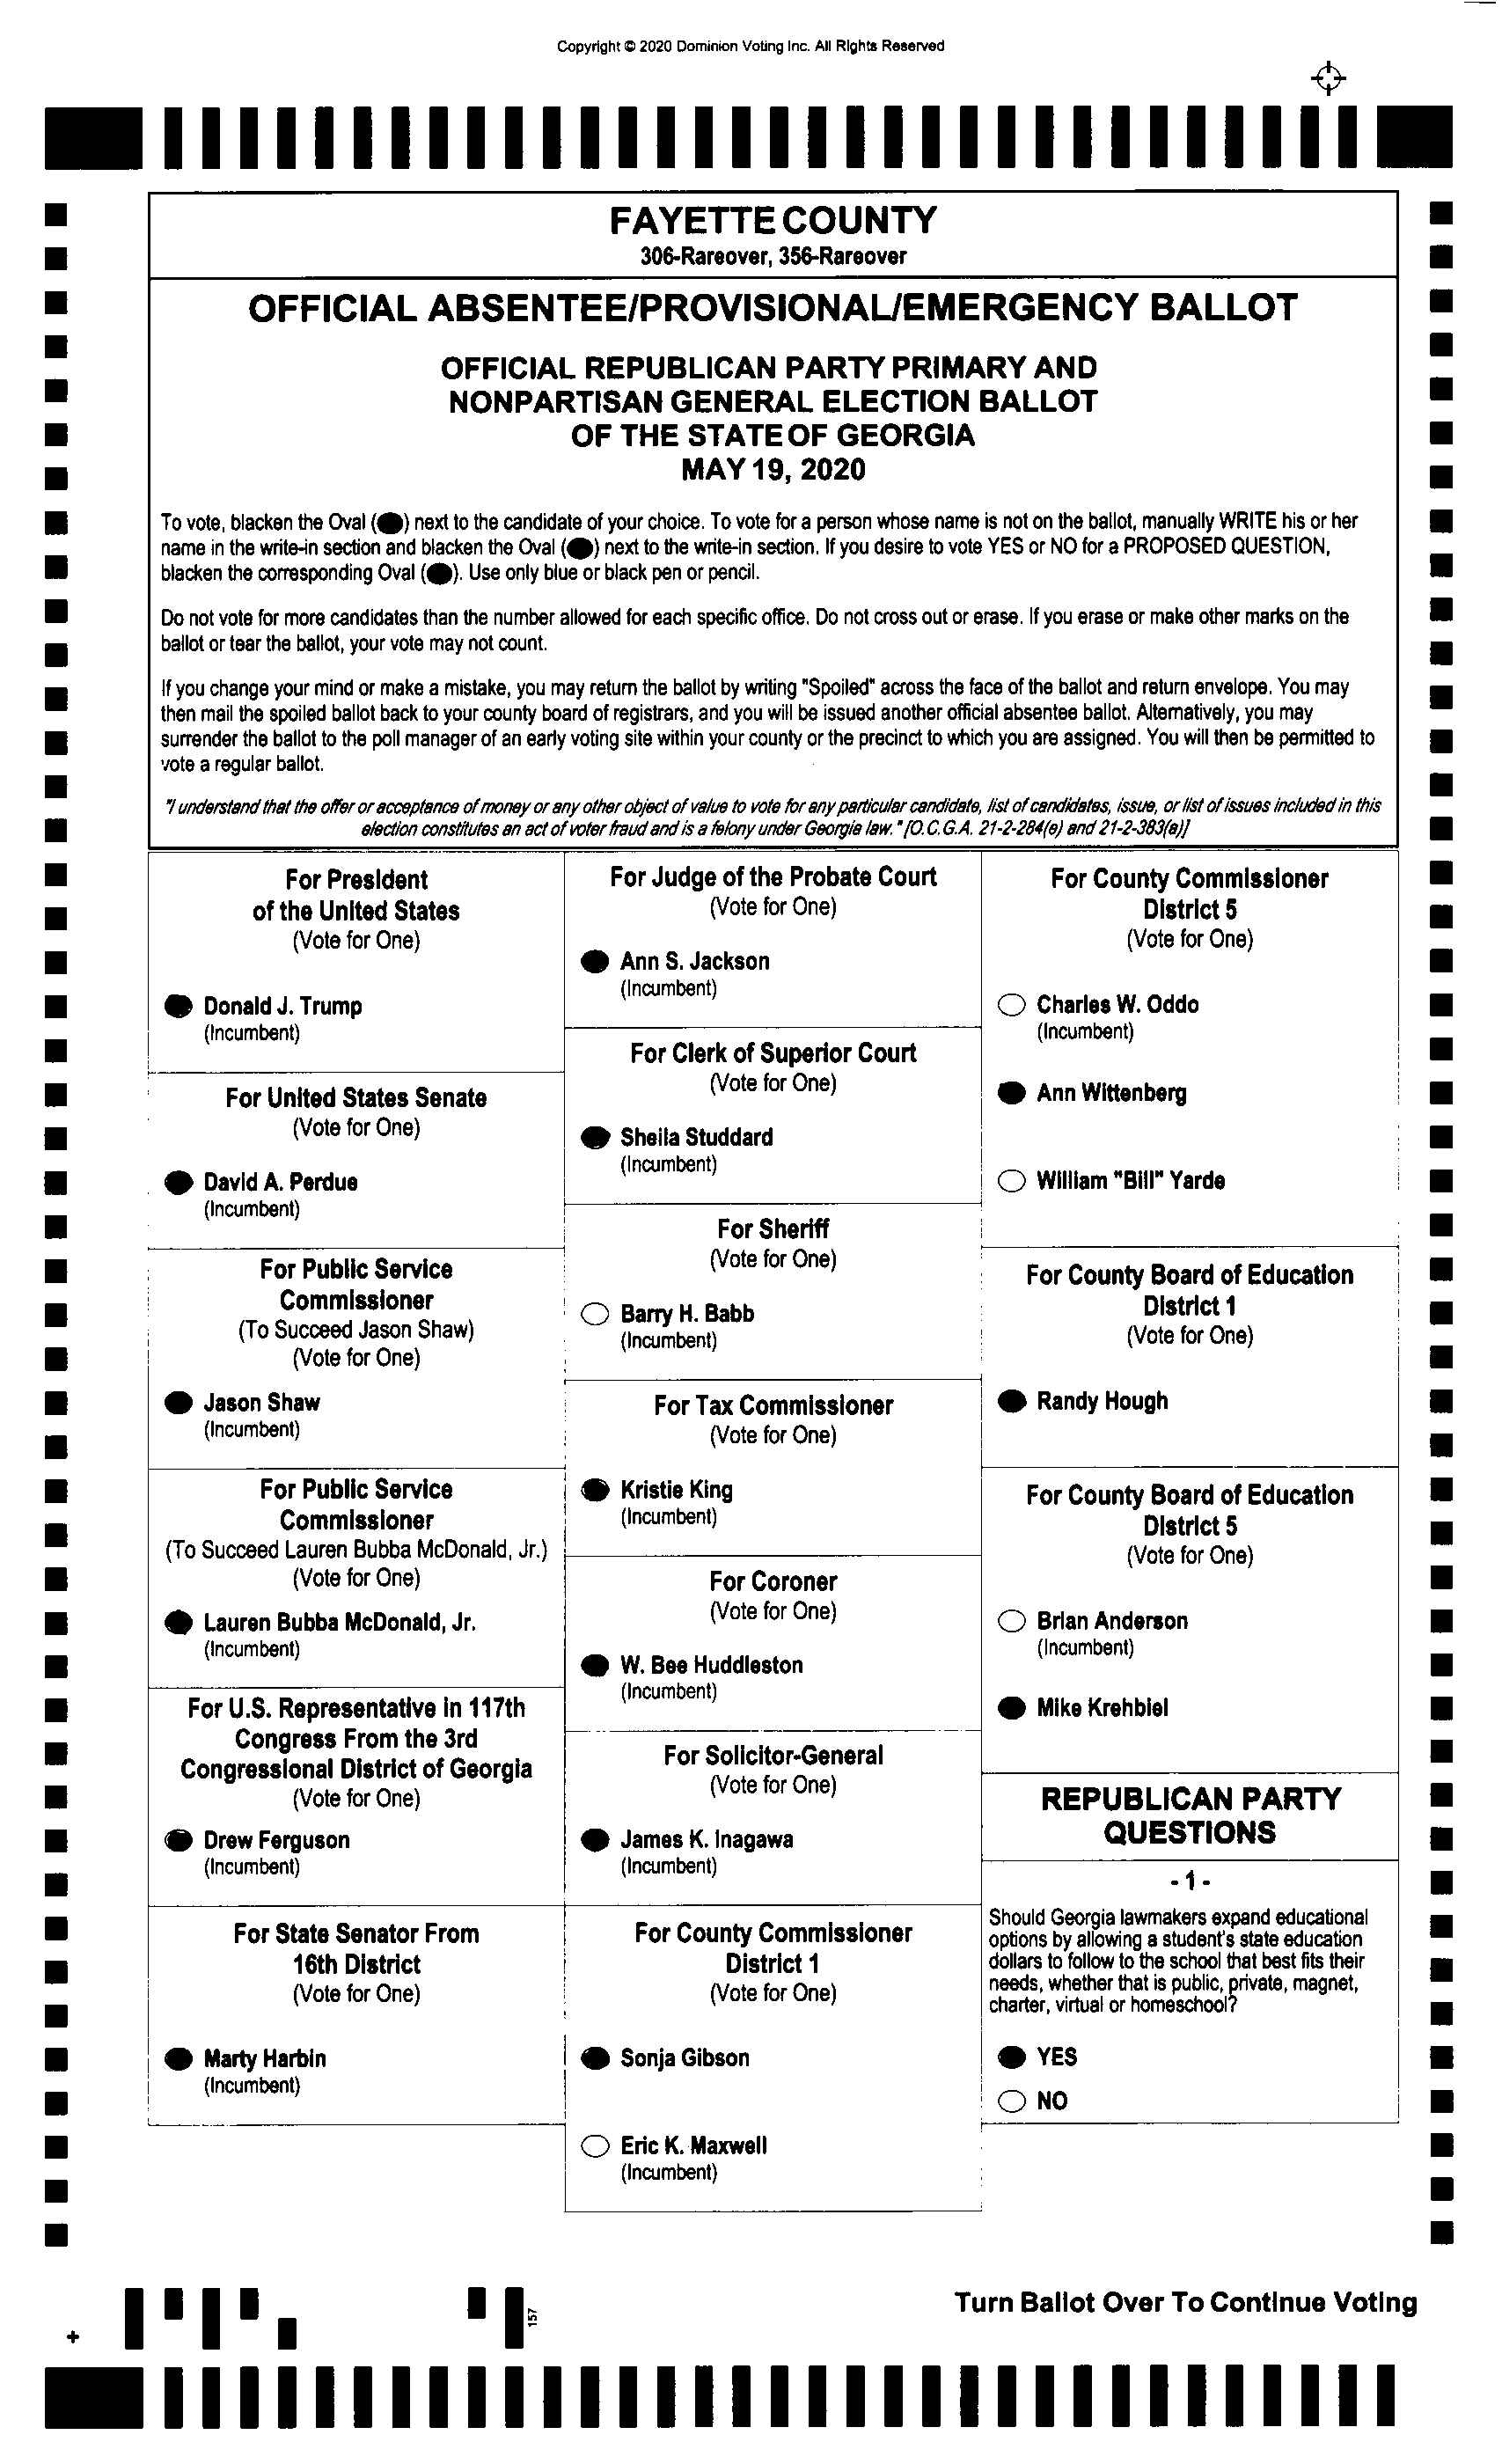 Copyright © 2020 Dominion Voting Inc. All Rights Reserved
FAYETTE COUNTY
306-Rareover, 356-Rareover
OFFICIAL ABSENTEE/PROVISIONAL/EMERGENCY BALLOT
OFFICIAL REPUBLICAN PARTY PRIMARY AND
NONPARTISAN GENERAL ELECTION BALLOT
OF THE STATE OF GEORGIA
MAY 19, 2020
To vote, blacken the Oval (⬬) next to the candidate of your choice. To vote for a person whose name is not on the ballot, manually WRITE his or her
name in the write-in section and blacken the Oval (⬬) next to the write-in section. If you desire to vote YES or NO for a PROPOSED QUESTION,
blacken the corresponding Oval (⬬). Use only blue or black pen or pencil.
Do not vote for more candidates than the number allowed for each specific office. Do not cross out or erase. If you erase or make other marks on the
ballot or tear the ballot, your vote may not count.
If you change your mind or make a mistake, you may return the ballot by writing "Spoiled" across the face of the ballot and return envelope. You may
then mail the spoiled ballot back to your county board of registrars, and you will be issued another official absentee ballot. Alternatively, you may
surrender the ballot to the poll manager of an early voting site within your county or the precinct to which you are assigned. You will then be permitted to
vote a regular ballot.
"I understand that the offer or acceptance of money or any other object of value to vote for any particular candidate, list of candidates, issue, or list of issues included in this
election constitutes an act of voter fraud and is a felony under Georgia law." [O.C.G.A. 21-2-284(e) and 21-2-383(a)]
For President
of the United States
(Vote for One)
Donald J. Trump
(Incumbent)
For United States Senate
(Vote for One)
David A. Perdue
(Incumbent)
For Public Service
Commissioner
(To Succeed Jason Shaw)
(Vote for One)
Jason Shaw
(Incumbent)
For Public Service
Commissioner
(To Succeed Lauren Bubba McDonald, Jr.)
(Vote for One)
Lauren Bubba McDonald, Jr.
(Incumbent)
For U.S. Representative in 117th
Congress From the 3rd
Congressional District of Georgia
(Vote for One)
Drew Ferguson
(Incumbent)
For State Senator From
16th District
(Vote for One)
Marty Harbin
(Incumbent)
For Judge of the Probate Court
(Vote for One)
Ann S. Jackson
(Incumbent)
For Clerk of Superior Court
(Vote for One)
Sheila Studdard
(Incumbent)
For Sheriff
(Vote for One)
Barry H. Babb
(Incumbent)
For Tax Commissioner
(Vote for One)
Kristie King
(Incumbent)
For Coroner
(Vote for One)
W. Bee Huddleston
(Incumbent)
For Solicitor-General
(Vote for One)
James K. Inagawa
(Incumbent)
For County Commissioner
District 1
(Vote for One)
Sonja Gibson
Eric K. Maxwell
(Incumbent)
For County Commissioner
District 5
(Vote for One)
Charles W. Oddo
(Incumbent)
Ann Wittenberg
William "Bill" Yarde
For County Board of Education
District 1
(Vote for One)
Randy Hough
For County Board of Education
District 5
(Vote for One)
Brian Anderson
(Incumbent)
Mike Krehbiel
REPUBLICAN PARTY
QUESTIONS
- 1 -
Should Georgia lawmakers expand educational
options by allowing a student's state education
dollars to follow to the school that best fits their
needs, whether that is public, private, magnet,
charter, virtual or homeschool?
YES
NO
157
Turn Ballot Over To Continue Voting
+